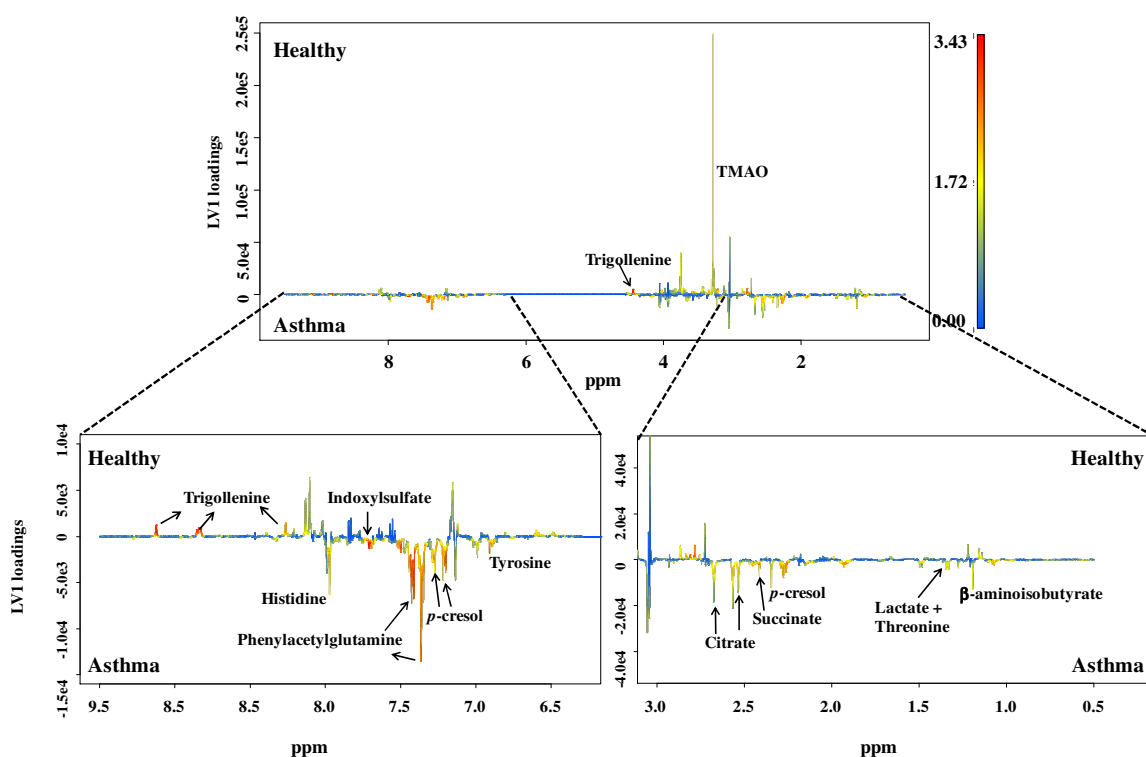 Healthy
Asthma
LV1 loadings
2.5e5
2.0e5
1.5e5
1.0e5
5.0e4
0
TMAO
Trigollenine
8
6
4
2
ppm
3.43
1.72
0.00
Healthy
Asthma
LV1 loadings
1.0e4
5.0e3
0
-5.0e3
-1.0e4
-1.5e4
Trigollenine
Indoxylsulfate
Histidine
Tyrosine
p-cresol
Phenylacetylglutamine
9.5
8.5
8.0
7.5
7.0
6.5
ppm
Healthy
Asthma
4.0e4
2.0e4
0
-2.0e4
-4.0e4
p-cresol
Succinate
Citrate
Lactate +
Threonine
β-aminoisobutyrate
3.0
2.5
2.0
1.5
1.0
0.5
ppm